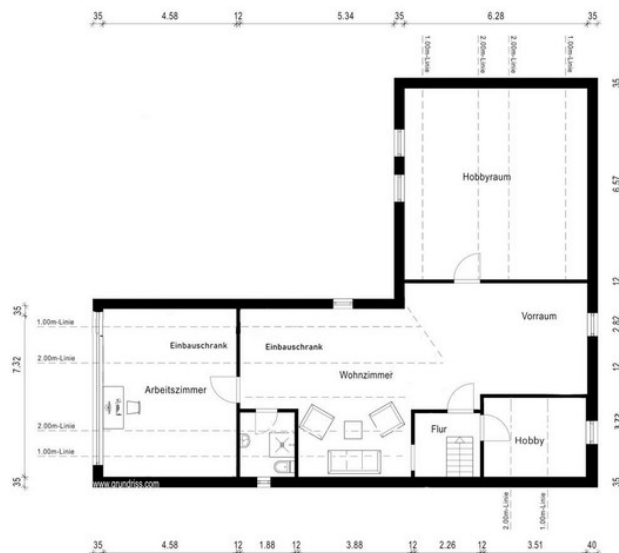 35 4.58 12 5.34 35 6.28 35
1.00m-Linie
2.00m-Linie
2.00m-Linie
1.00m-Linie
35
Hobbyraum
6.57
12
35
Vorraum
2.82
1.00m-Linie
Einbauschrank
Einbauschrank
7.32
2.00m-Linie
Wohnzimmer
12
Arbeitszimmer
2.00m-Linie
Flur
Hobby
3.72
1.00m-Linie
35
www.grundriss.com
35
2.00m-Linie
1.00m-Linie
35 4.58 12 1.88 12 3.88 12 2.26 12 3.51 40